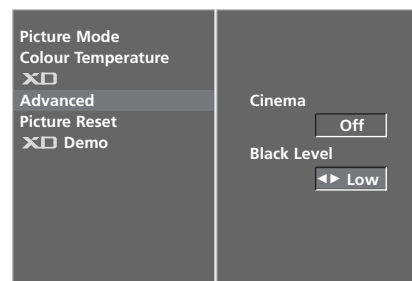 Picture Mode
Colour Temperature
XD
Advanced
Picture Reset
XD Demo
Cinema
Off
Black Level
◄► Low